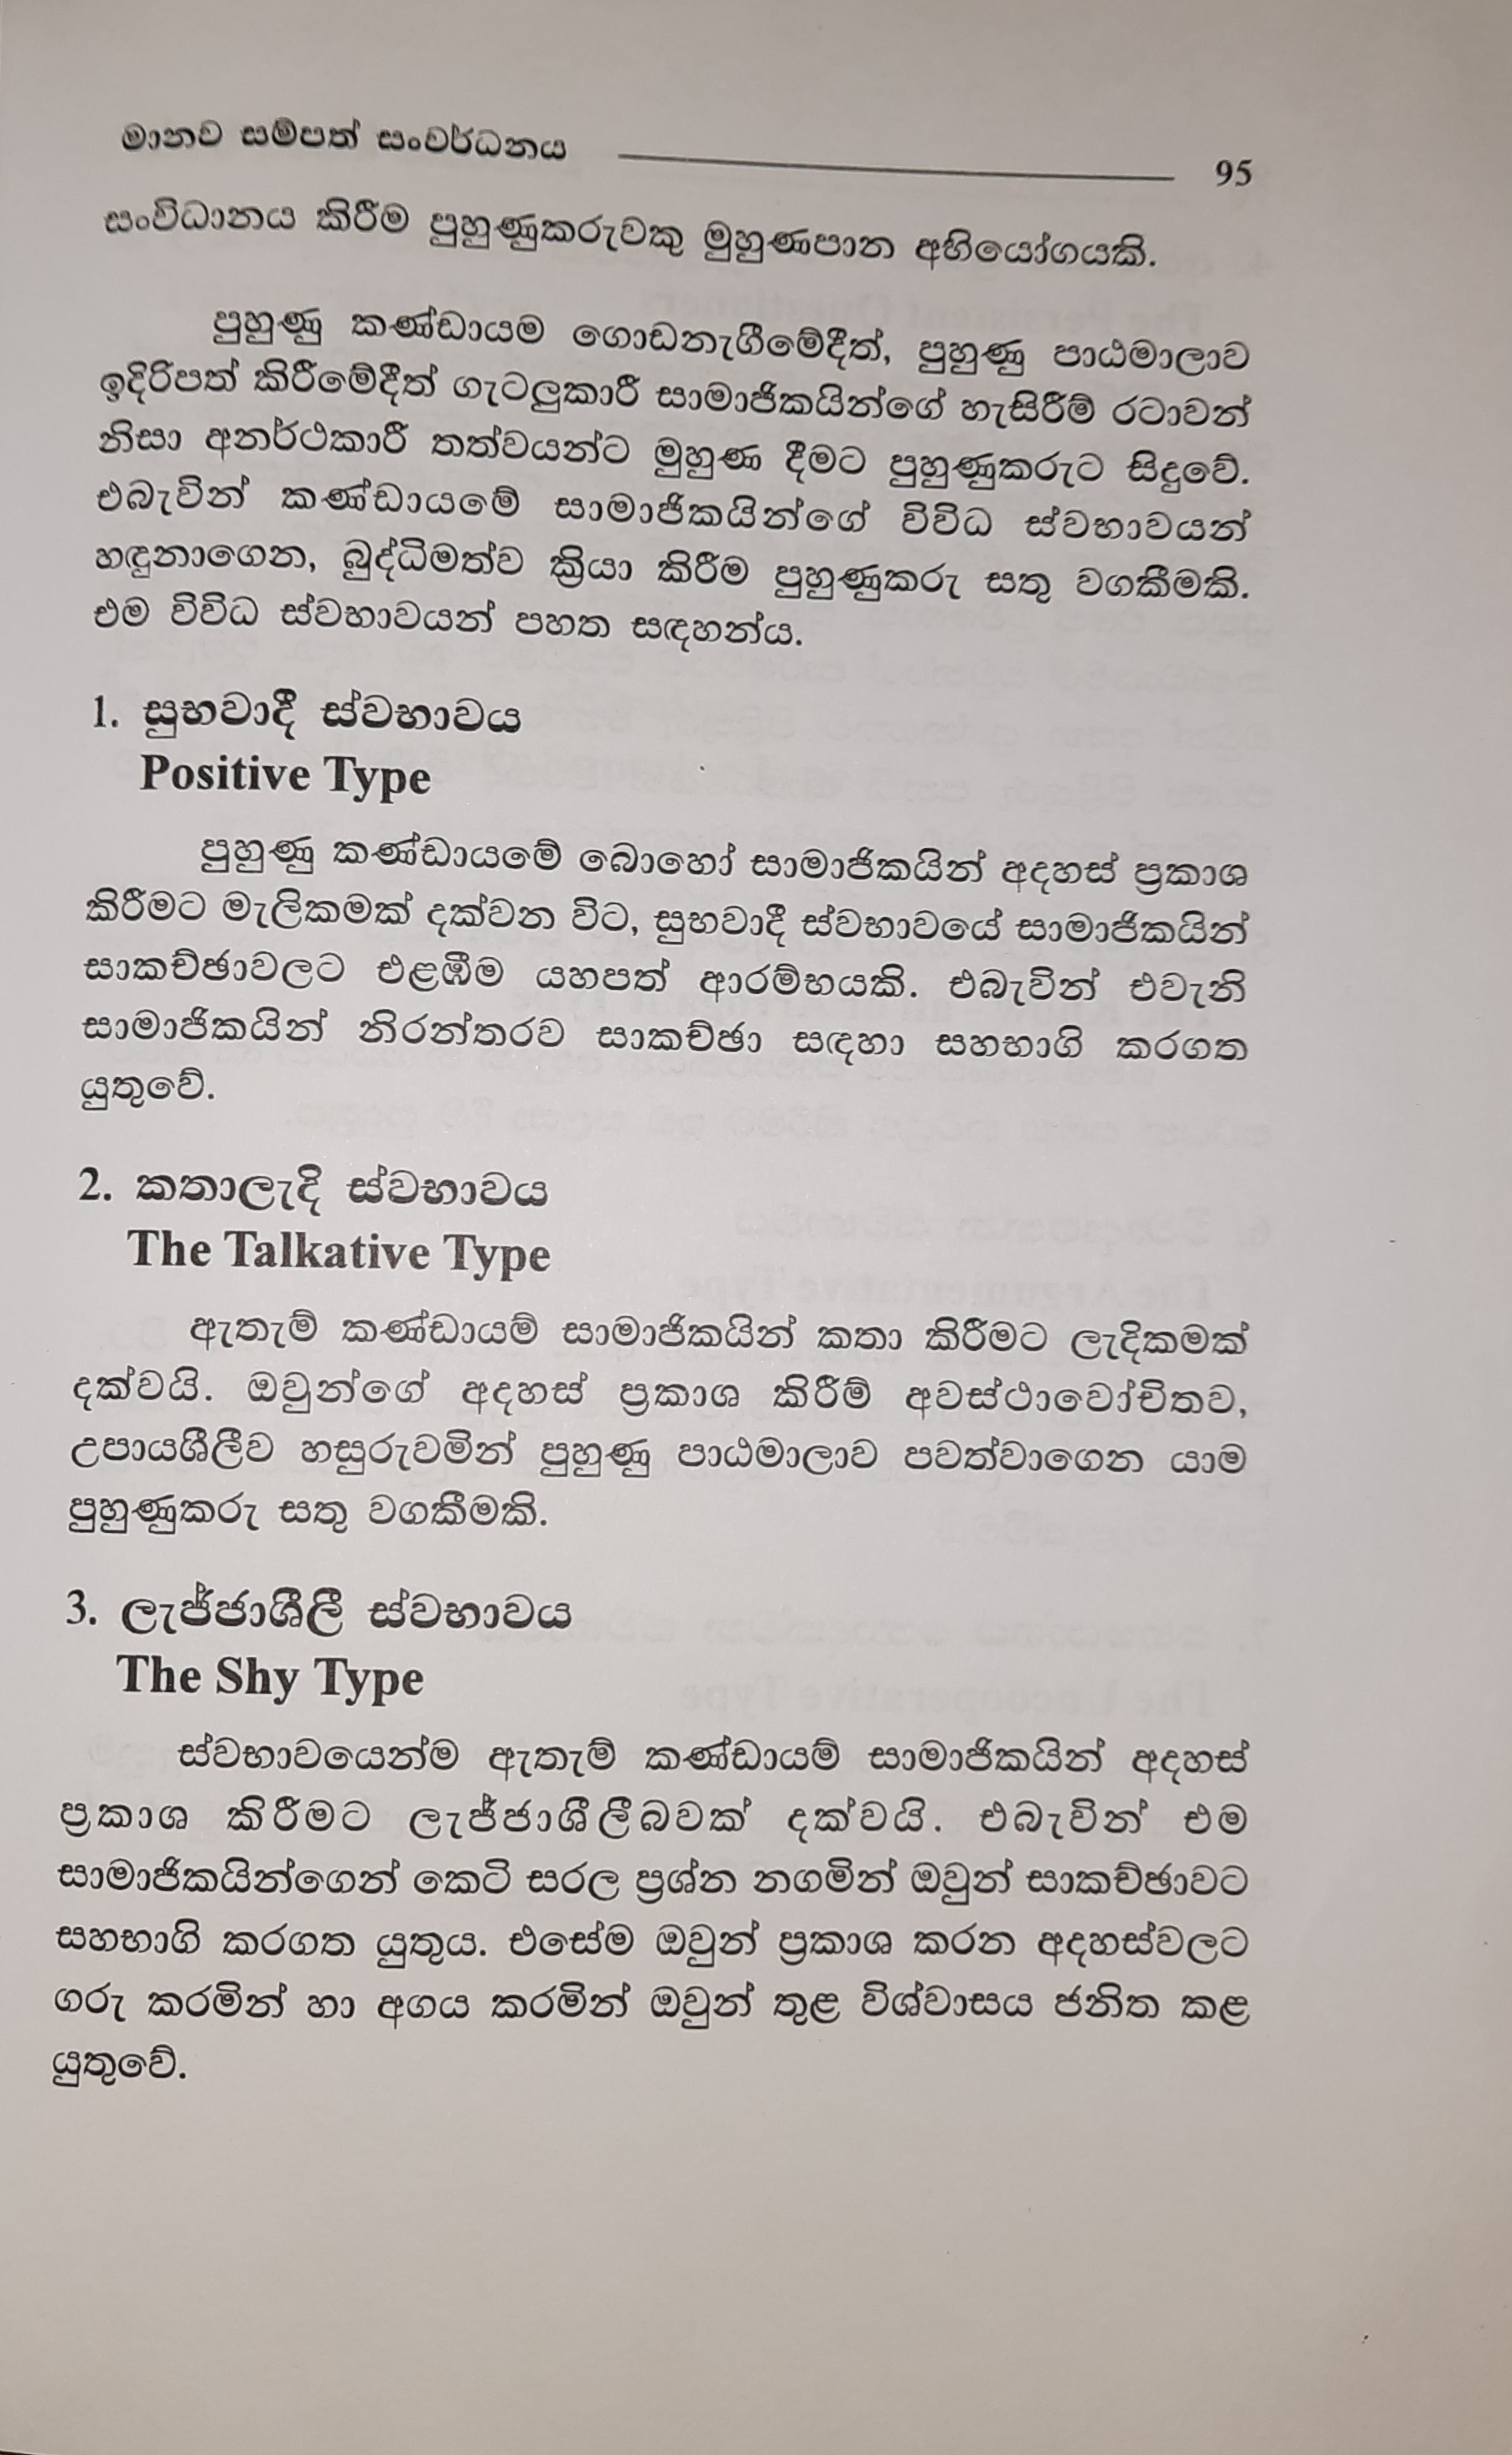 මානව සම්පත් සංවර්ධනය 95
සංවිධානය කිරීම පුහුණුකරුවකු මුහුණපාන අභියෝගයකි.
පුහුණු කණ්ඩායම ගොඩනැගීමේදීත්, පුහුණු පාඨමාලාව
ඉදිරිපත් කිරීමේදීත් ගැටලුකාරී සාමාජිකයින්ගේ හැසිරීම් රටාවන්
නිසා අනර්ථකාරී තත්වයන්ට මුහුණ දීමට පුහුණුකරුට සිදුවේ.
එබැවින් කණ්ඩායමේ සාමාජිකයින්ගේ විවිධ ස්වභාවයන්
හඳුනාගෙන, බුද්ධිමත්ව ක්‍රියා කිරීම පුහුණුකරු සතු වගකීමකි.
එම විවිධ ස්වභාවයන් පහත සඳහන්ය.
1. සුභවාදී ස්වභාවය
Positive Type
පුහුණු කණ්ඩායමේ බොහෝ සාමාජිකයින් අදහස් ප්‍රකාශ
කිරීමට මැලිකමක් දක්වන විට, සුභවාදී ස්වභාවයේ සාමාජිකයින්
සාකච්ඡාවලට එළඹීම යහපත් ආරම්භයකි. එබැවින් එවැනි
සාමාජිකයින් නිරන්තරව සාකච්ඡා සඳහා සහභාගි කරගත
යුතුවේ.
2. කතාලැදි ස්වභාවය
The Talkative Type
ඇතැම් කණ්ඩායම් සාමාජිකයින් කතා කිරීමට ලැදිකමක්
දක්වයි. ඔවුන්ගේ අදහස් ප්‍රකාශ කිරීම් අවස්ථාවෝචිතව,
උපායශීලීව හසුරුවමින් පුහුණු පාඨමාලාව පවත්වාගෙන යාම
පුහුණුකරු සතු වගකීමකි.
3. ලැජ්ජාශීලී ස්වභාවය
The Shy Type
ස්වභාවයෙන්ම ඇතැම් කණ්ඩායම් සාමාජිකයින් අදහස්
ප්‍රකාශ කිරීමට ලැජ්ජාශීලීබවක් දක්වයි. එබැවින් එම
සාමාජිකයින්ගෙන් කෙටි සරල ප්‍රශ්න නගමින් ඔවුන් සාකච්ඡාවට
සහභාගි කරගත යුතුය. එසේම ඔවුන් ප්‍රකාශ කරන අදහස්වලට
ගරු කරමින් හා අගය කරමින් ඔවුන් තුළ විශ්වාසය ජනිත කළ
යුතුවේ.